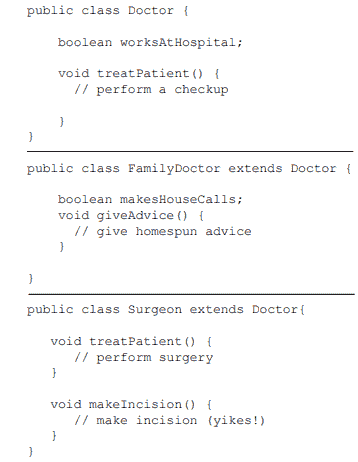 public class Doctor {
boolean worksAtHospital;
void treatPatient() {
// perform a checkup
}
}
public class FamilyDoctor extends Doctor {
boolean makesHouseCalls;
void giveAdvice() {
// give homespun advice
}
}
public class Surgeon extends Doctor{
void treatPatient() {
// perform surgery
}
void makeIncision() {
// make incision (yikes!)
}
}